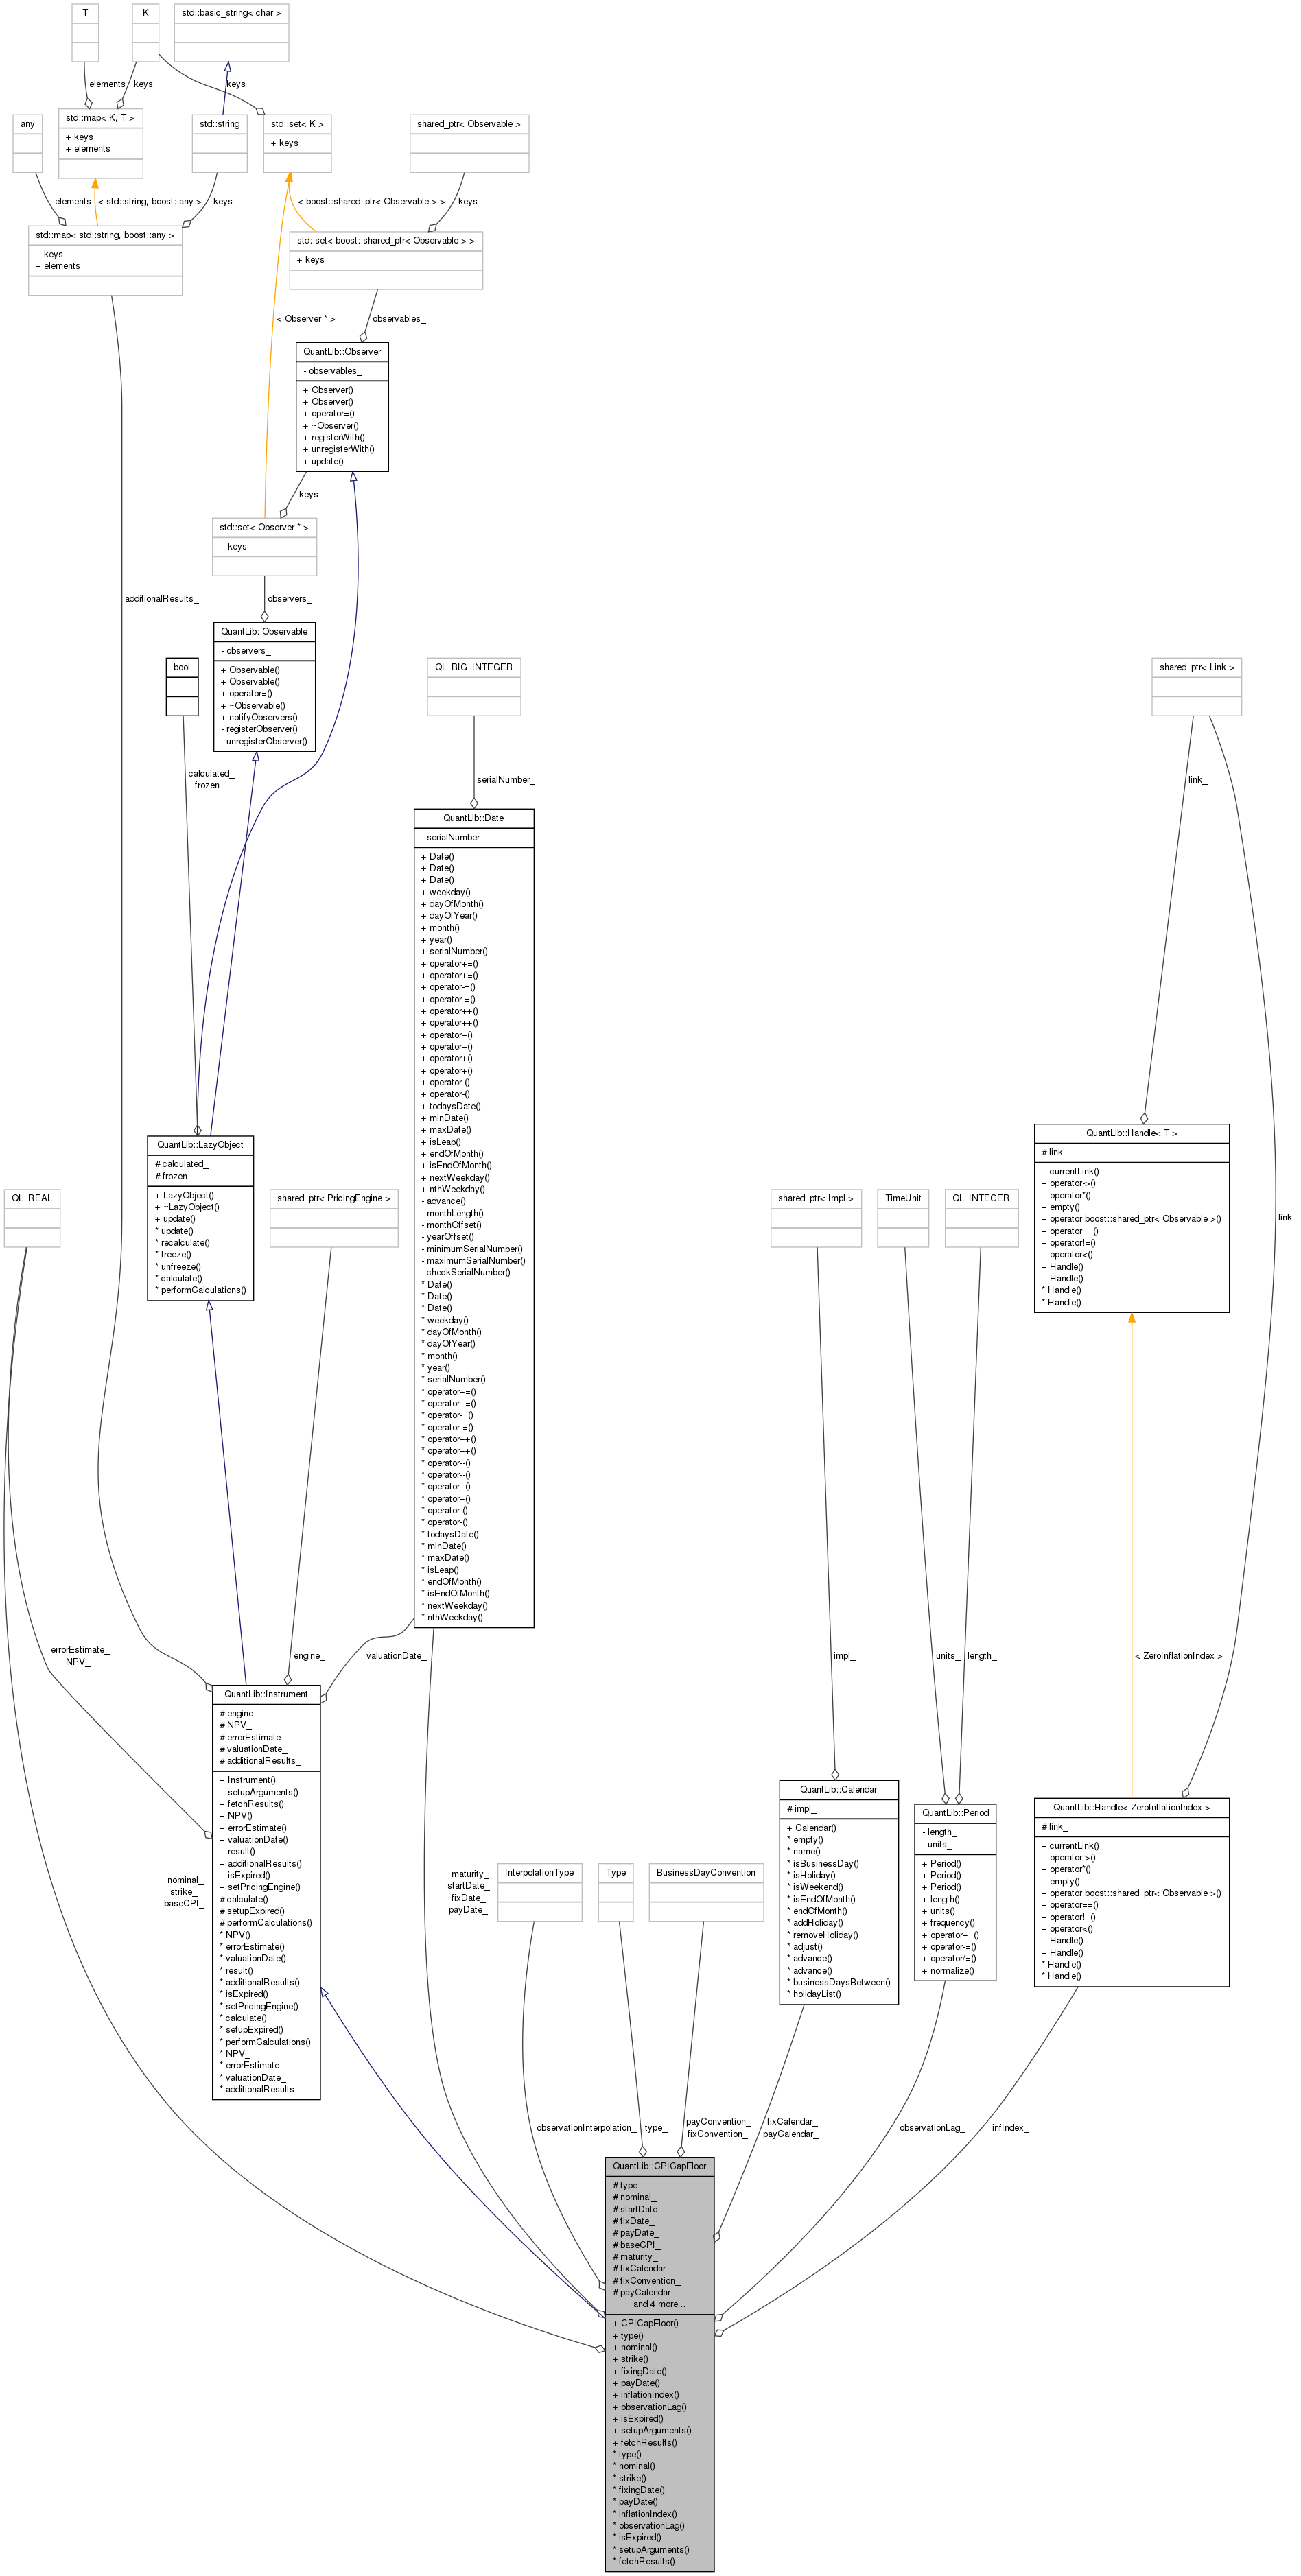 T
K
std::basic_string< char >
elements
keys
keys
any
std::map< K, T >
+ keys
+ elements
std::string
std::set< K >
+ keys
shared_ptr< Observable >
elements
< std::string, boost::any >
keys
< boost::shared_ptr< Observable > >
keys
std::map< std::string, boost::any >
+ keys
+ elements
std::set< boost::shared_ptr< Observable > >
+ keys
< Observer * >
observables_
QuantLib::Observer
- observables_
+ Observer()
+ Observer()
+ operator=()
+ ~Observer()
+ registerWith()
+ unregisterWith()
+ update()
keys
std::set< Observer * >
+ keys
additionalResults_
observers_
QuantLib::Observable
- observers_
+ Observable()
+ Observable()
+ operator=()
+ ~Observable()
+ notifyObservers()
- registerObserver()
- unregisterObserver()
bool
QL_BIG_INTEGER
shared_ptr< Link >
calculated_
frozen_
serialNumber_
link_
QuantLib::Date
- serialNumber_
+ Date()
+ Date()
+ Date()
+ weekday()
+ dayOfMonth()
+ dayOfYear()
+ month()
+ year()
+ serialNumber()
+ operator+=()
+ operator+=()
+ operator-=()
+ operator-=()
+ operator++()
+ operator++()
+ operator--()
+ operator--()
+ operator+()
+ operator+()
+ operator-()
+ operator-()
+ todaysDate()
+ minDate()
+ maxDate()
+ isLeap()
+ endOfMonth()
+ isEndOfMonth()
+ nextWeekday()
+ nthWeekday()
- advance()
- monthLength()
- monthOffset()
- yearOffset()
- minimumSerialNumber()
- maximumSerialNumber()
- checkSerialNumber()
* Date()
* Date()
* Date()
* weekday()
* dayOfMonth()
* dayOfYear()
* month()
* year()
* serialNumber()
* operator+=()
* operator+=()
* operator-=()
* operator-=()
* operator++()
* operator++()
* operator--()
* operator--()
* operator+()
* operator+()
* operator-()
* operator-()
* todaysDate()
* minDate()
* maxDate()
* isLeap()
* endOfMonth()
* isEndOfMonth()
* nextWeekday()
* nthWeekday()
QuantLib::LazyObject
# calculated_
# frozen_
+ LazyObject()
+ ~LazyObject()
+ update()
* update()
* recalculate()
* freeze()
* unfreeze()
* calculate()
* performCalculations()
QL_REAL
shared_ptr< PricingEngine >
shared_ptr< Impl >
TimeUnit
QL_INTEGER
QuantLib::Handle< T >
# link_
+ currentLink()
+ operator->()
+ operator*()
+ empty()
+ operator boost::shared_ptr< Observable >()
+ operator==()
+ operator!=()
+ operator<()
+ Handle()
+ Handle()
* Handle()
* Handle()
link_
errorEstimate_
NPV_
engine_
valuationDate_
impl_
units_
length_
< ZeroInflationIndex >
QuantLib::Instrument
# engine_
# NPV_
# errorEstimate_
# valuationDate_
# additionalResults_
+ Instrument()
+ setupArguments()
+ fetchResults()
+ NPV()
+ errorEstimate()
+ valuationDate()
+ result()
+ additionalResults()
+ isExpired()
+ setPricingEngine()
# calculate()
# setupExpired()
# performCalculations()
* NPV()
* errorEstimate()
* valuationDate()
* result()
* additionalResults()
* isExpired()
* setPricingEngine()
* calculate()
* setupExpired()
* performCalculations()
* NPV_
* errorEstimate_
* valuationDate_
* additionalResults_
QuantLib::Calendar
# impl_
+ Calendar()
* empty()
* name()
* isBusinessDay()
* isHoliday()
* isWeekend()
* isEndOfMonth()
* endOfMonth()
* addHoliday()
* removeHoliday()
* adjust()
* advance()
* advance()
* businessDaysBetween()
* holidayList()
QuantLib::Period
- length_
- units_
+ Period()
+ Period()
+ Period()
+ length()
+ units()
+ frequency()
+ operator+=()
+ operator-=()
+ operator/=()
+ normalize()
QuantLib::Handle< ZeroInflationIndex >
# link_
+ currentLink()
+ operator->()
+ operator*()
+ empty()
+ operator boost::shared_ptr< Observable >()
+ operator==()
+ operator!=()
+ operator<()
+ Handle()
+ Handle()
* Handle()
* Handle()
nominal_
strike_
baseCPI_
maturity_
startDate_
fixDate_
payDate_
InterpolationType
Type
BusinessDayConvention
observationInterpolation_
type_
payConvention_
fixConvention_
fixCalendar_
payCalendar_
observationLag_
infIndex_
QuantLib::CPICapFloor
# type_
# nominal_
# startDate_
# fixDate_
# payDate_
# baseCPI_
# maturity_
# fixCalendar_
# fixConvention_
# payCalendar_
and 4 more...
+ CPICapFloor()
+ type()
+ nominal()
+ strike()
+ fixingDate()
+ payDate()
+ inflationIndex()
+ observationLag()
+ isExpired()
+ setupArguments()
+ fetchResults()
* type()
* nominal()
* strike()
* fixingDate()
* payDate()
* inflationIndex()
* observationLag()
* isExpired()
* setupArguments()
* fetchResults()